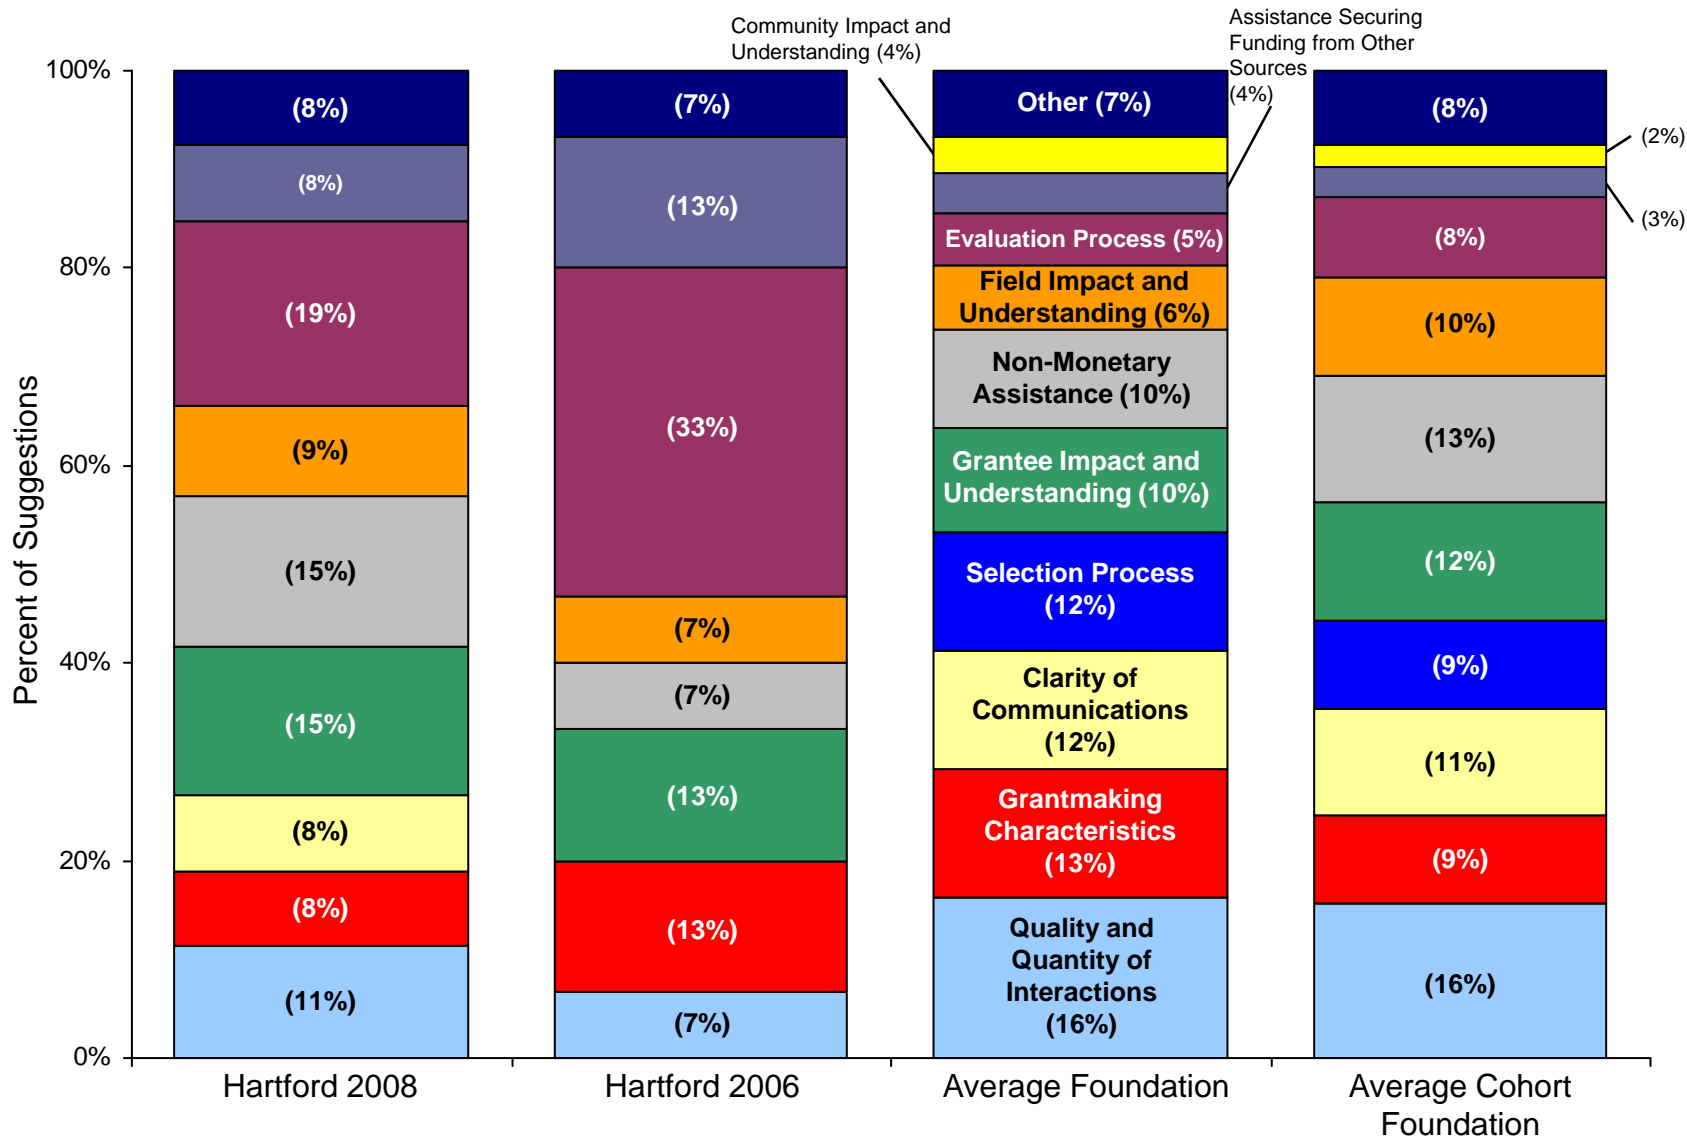 Community Impact and
Understanding (4%)
Assistance Securing
Funding from Other
Sources
(4%)
Percent of Suggestions
100%
80%
60%
40%
20%
0%
(8%)
(8%)
(19%)
(9%)
(15%)
(15%)
(8%)
(8%)
(11%)
(7%)
(13%)
(33%)
(7%)
(7%)
(13%)
(13%)
(7%)
Other (7%)
Evaluation Process (5%)
Field Impact and
Understanding (6%)
Non-Monetary
Assistance (10%)
Grantee Impact and
Understanding (10%)
Selection Process
(12%)
Clarity of
Communications
(12%)
Grantmaking
Characteristics
(13%)
Quality and
Quantity of
Interactions
(16%)
(8%)
(2%)
(3%)
(8%)
(10%)
(13%)
(12%)
(9%)
(11%)
(9%)
(16%)
Hartford 2008
Hartford 2006
Average Foundation
Average Cohort
Foundation